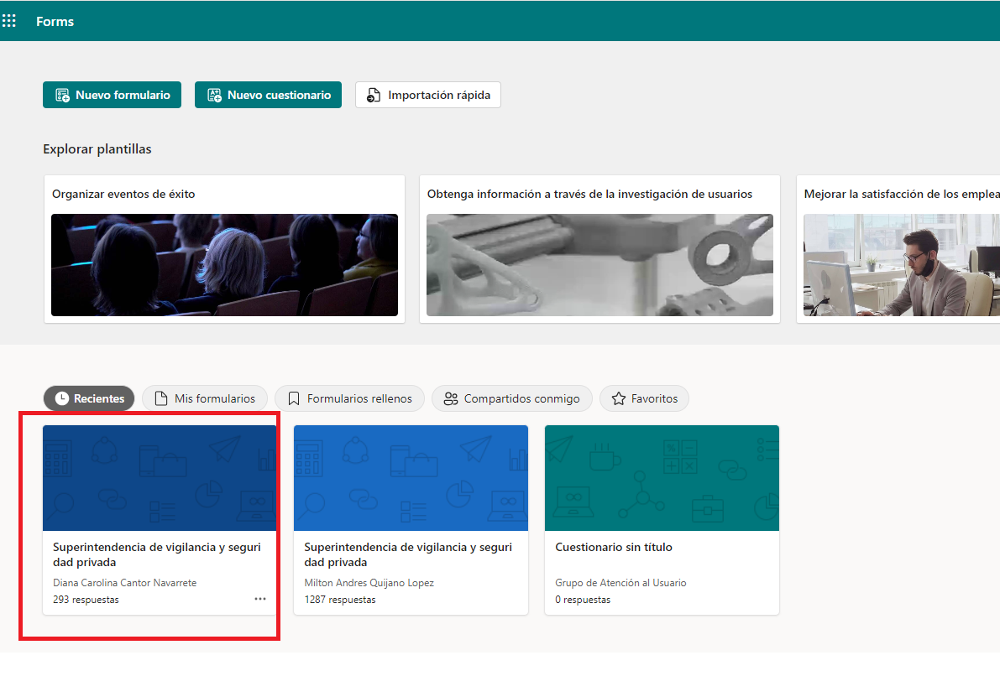 Forms
Nuevo formulario
Nuevo cuestionario
Importación rápida
Explorar plantillas
Organizar eventos de éxito
Obtenga información a través de la investigación de usuarios
Mejorar la satisfacción de los emplea
Recientes
Mis formularios
Formularios rellenos
Compartidos conmigo
Favoritos
Superintendencia de vigilancia y seguri
dad privada
Diana Carolina Cantor Navarrete
293 respuestas
Superintendencia de vigilancia y seguri
dad privada
Milton Andres Quijano Lopez
1287 respuestas
Cuestionario sin título
Grupo de Atención al Usuario
0 respuestas